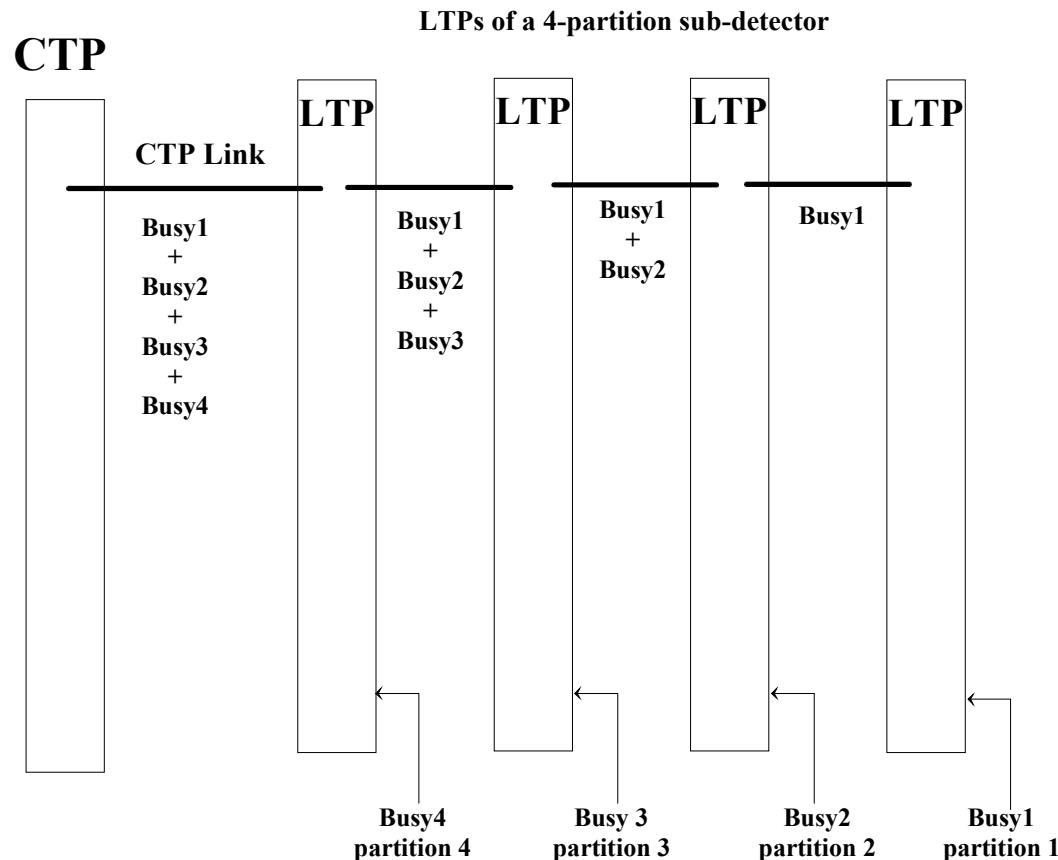 LTPs of a 4-partition sub-detector
CTP
LTP
LTP
LTP
LTP
CTP Link
Busy1
+
Busy2
+
Busy3
+
Busy4
Busy1
+
Busy2
+
Busy3
Busy1
+
Busy2
Busy1
Busy4
partition 4
Busy 3
partition 3
Busy2
partition 2
Busy1
partition 1